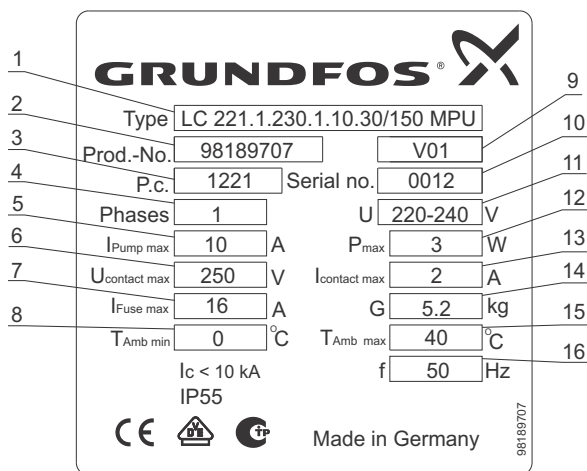 GRUNDFOS ®
1 Type LC 221.1.230.1.10.30/150 MPU
2 Prod.-No. 98189707 V01 9
3 P.c. 1221 Serial no. 0012 10
4 Phases 1 U 220-240 V 11
5 IPump max 10 A Pmax 3 W 12
6 Ucontact max 250 V Icontact max 2 A 13
7 IFuse max 16 A G 5.2 kg 14
8 TAmb min 0 °C TAmb max 40 °C 15
Ic < 10 kA f 50 Hz 16
IP55
CE VDE TP Made in Germany
98189707